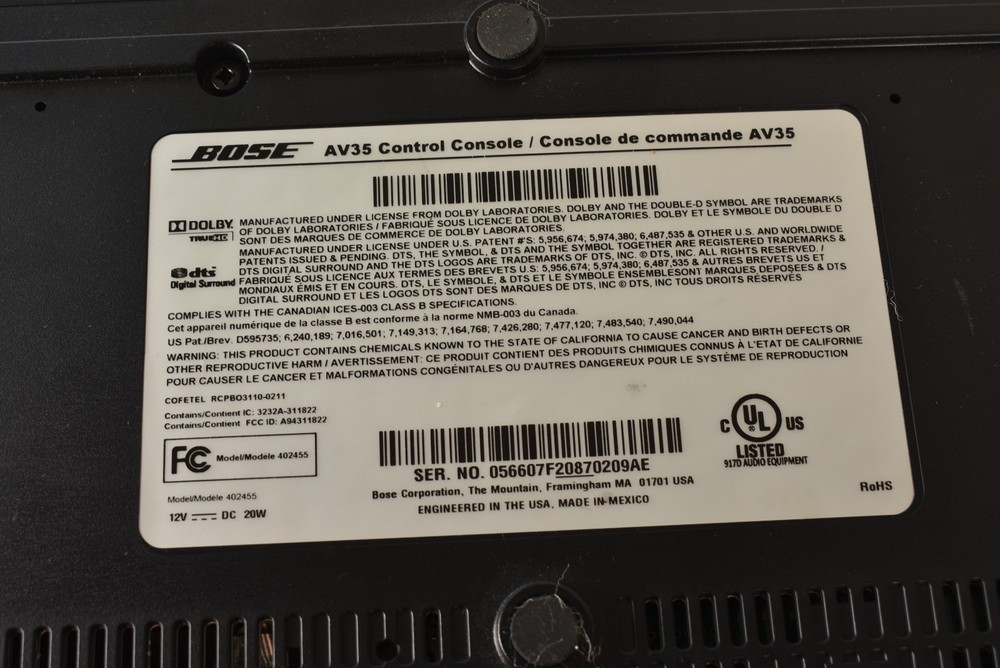 BOSE AV35 Control Console / Console de commande AV35
DOLBY
TRUEHD
MANUFACTURED UNDER LICENSE FROM DOLBY LABORATORIES. DOLBY AND THE DOUBLE-D SYMBOL ARE TRADEMARKS
OF DOLBY LABORATORIES / FABRIQUÉ SOUS LICENCE DE DOLBY LABORATORIES. DOLBY ET LE SYMBOLE DU DOUBLE D
SONT DES MARQUES DE COMMERCE DE DOLBY LABORATORIES.
dts
Digital Surround
MANUFACTURED UNDER LICENSE UNDER U.S. PATENT #'S: 5,956,674; 5,974,380; 6,487,535 & OTHER U.S. AND WORLDWIDE
PATENTS ISSUED & PENDING. DTS, THE SYMBOL, & DTS AND THE SYMBOL TOGETHER ARE REGISTERED TRADEMARKS &
DTS DIGITAL SURROUND AND THE DTS LOGOS ARE TRADEMARKS OF DTS, INC. © DTS, INC. ALL RIGHTS RESERVED. /
FABRIQUÉ SOUS LICENCE AUX TERMES DES BREVETS U.S: 5,956,674; 5,974,380; 6,487,535 & AUTRES BREVETS US ET
MONDIAUX ÉMIS ET EN COURS. DTS, LE SYMBOLE, & DTS ET LE SYMBOLE ENSEMBLESONT MARQUES DEPOSÉES & DTS
DIGITAL SURROUND ET LES LOGOS DTS SONT DES MARQUES DE DTS, INC © DTS, INC TOUS DROITS RÉSERVÉS
COMPLIES WITH THE CANADIAN ICES-003 CLASS B SPECIFICATIONS.
Cet appareil numérique de la classe B est conforme à la norme NMB-003 du Canada.
US Pat./Brev. D595735; 6,240,189; 7,016,501; 7,149,313; 7,164,768; 7,426,280; 7,477,120; 7,483,540; 7,490,044
WARNING: THIS PRODUCT CONTAINS CHEMICALS KNOWN TO THE STATE OF CALIFORNIA TO CAUSE CANCER AND BIRTH DEFECTS OR
OTHER REPRODUCTIVE HARM / AVERTISSEMENT: CE PRODUIT CONTIENT DES PRODUITS CHIMIQUES CONNUS À L'ETAT DE CALIFORNIE
POUR CAUSER LE CANCER ET MALFORMATIONS CONGÉNITALES OU D'AUTRES DANGEREUX POUR LE SYSTÈME DE REPRODUCTION
COFETEL RCPBO3110-0211
Contains/Contient IC: 3232A-311822
Contains/Contient FCC ID: A94311822
FC Model/Modèle 402455
SER. NO. 056607F20870209AE
Bose Corporation, The Mountain, Framingham MA 01701 USA
ENGINEERED IN THE USA, MADE IN MEXICO
C UL US
®
LISTED
917D AUDIO EQUIPMENT
Model/Modèle 402455
12V DC 20W
RoHS